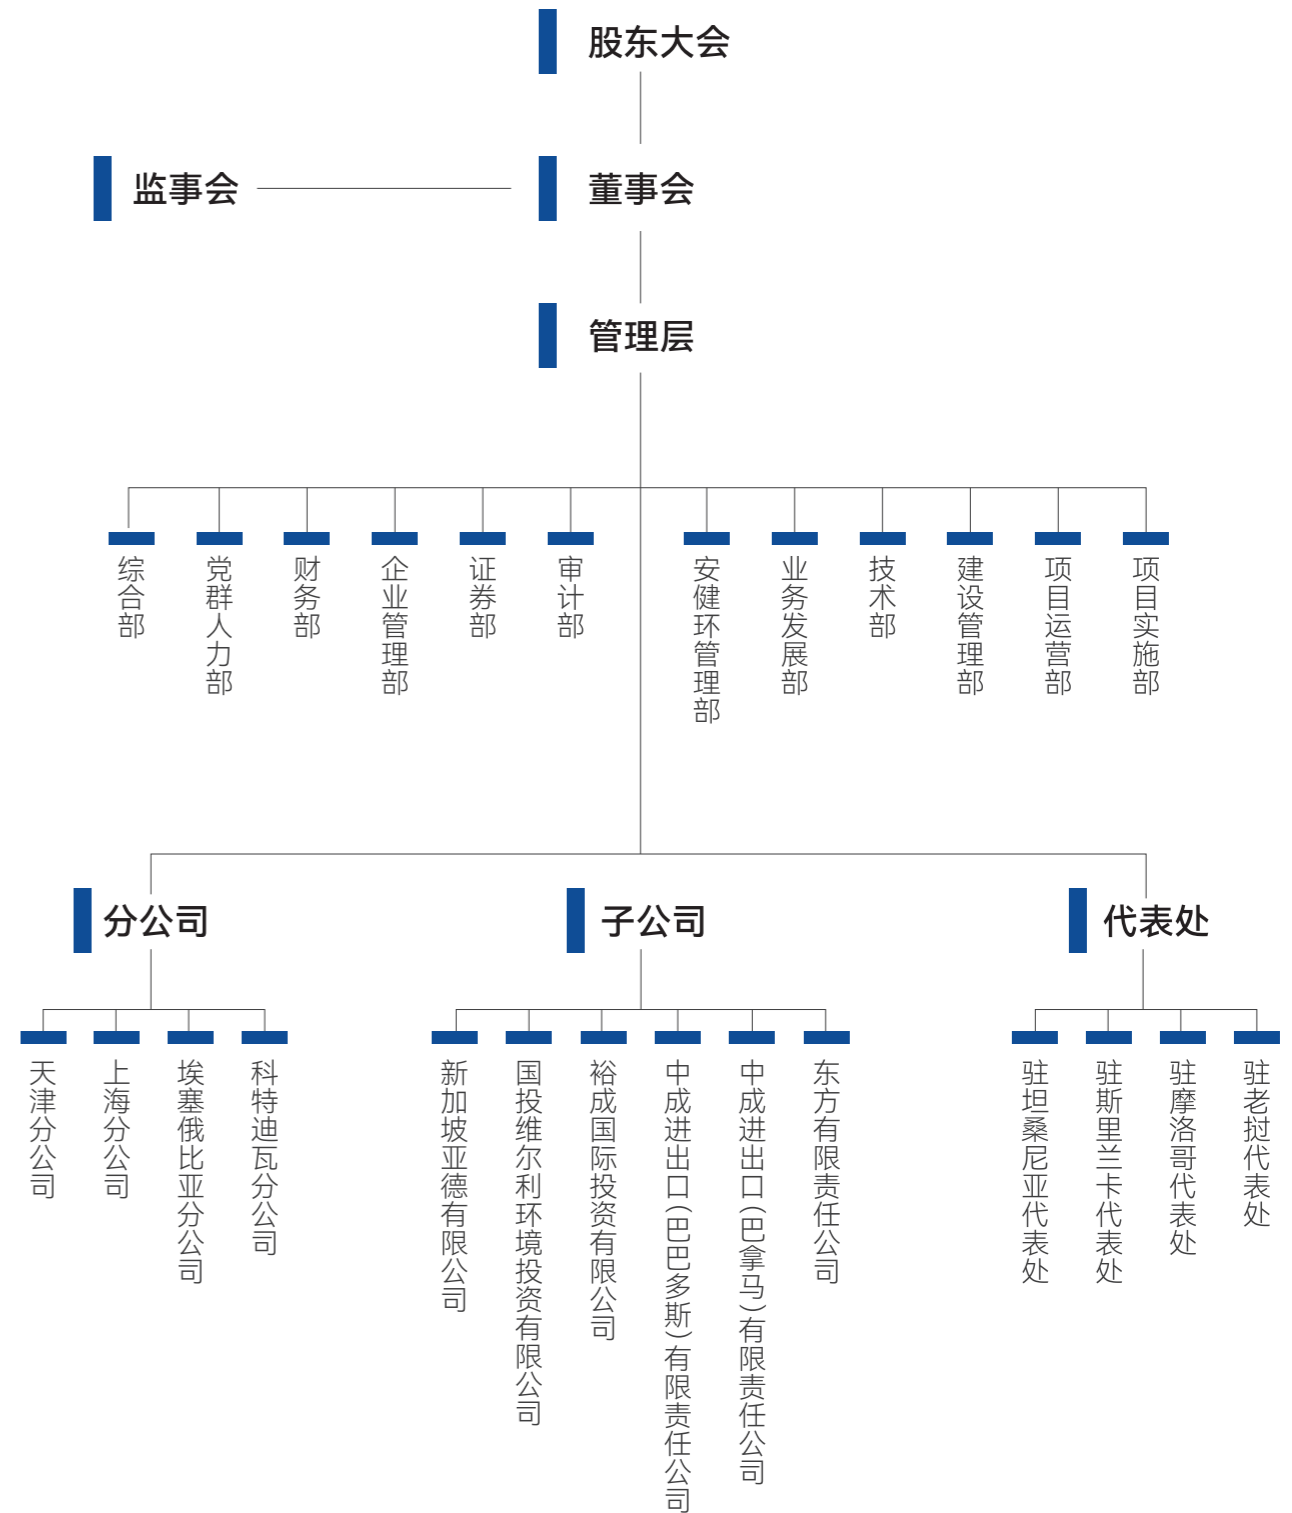 股东大会
监事会
董事会
管理层
综合部
党群人力部
财务部
企业管理部
证券部
审计部
安健环管理部
业务发展部
技术部
建设管理部
项目运营部
项目实施部
分公司
子公司
代表处
天津分公司
上海分公司
埃塞俄比亚分公司
科特迪瓦分公司
新加坡亚德有限公司
国投维尔利环境投资有限公司
裕成国际投资有限公司
中成进出口(巴巴多斯)有限责任公司
中成进出口(巴拿马)有限责任公司
东方有限责任公司
驻坦桑尼亚代表处
驻斯里兰卡代表处
驻摩洛哥代表处
驻老挝代表处